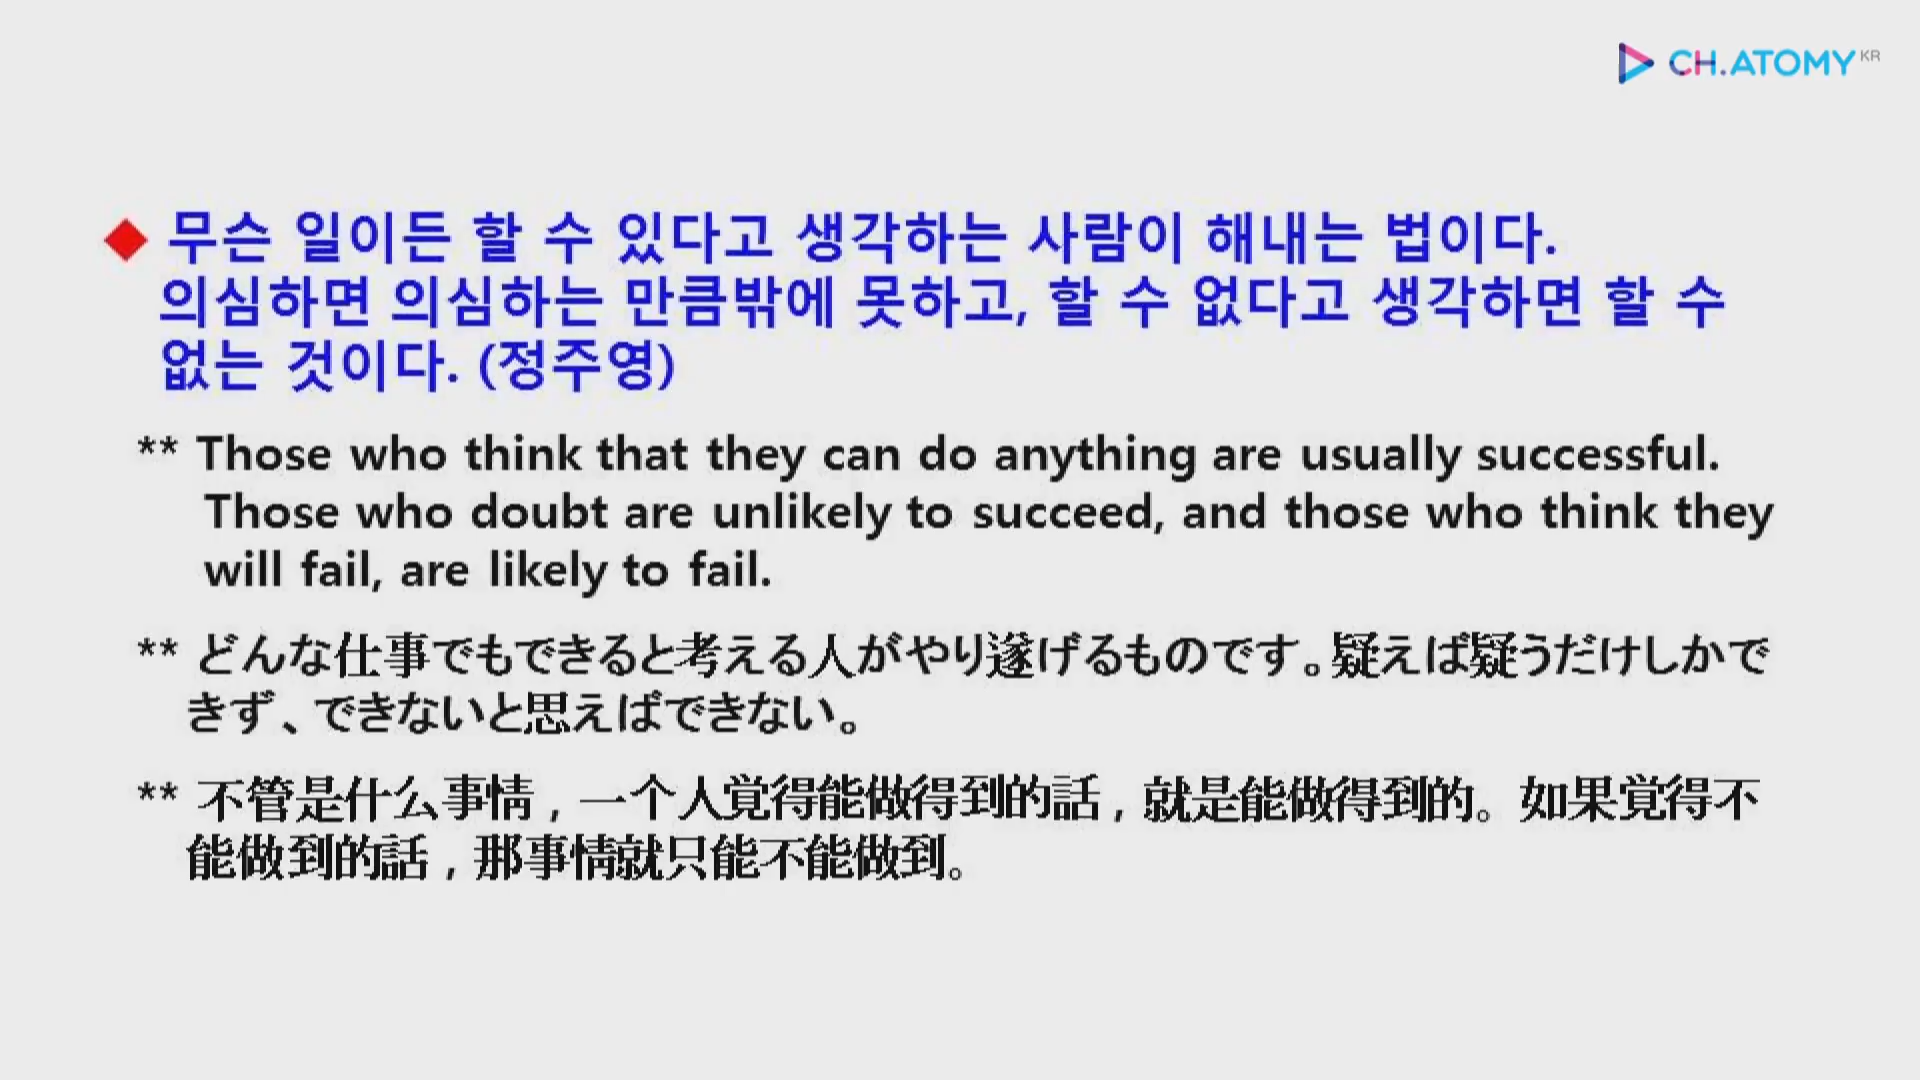 CH.ATOMY KR
◆ 무슨 일이든 할 수 있다고 생각하는 사람이 해내는 법이다.
의심하면 의심하는 만큼밖에 못하고, 할 수 없다고 생각하면 할 수
없는 것이다. (정주영)
** Those who think that they can do anything are usually successful.
Those who doubt are unlikely to succeed, and those who think they
will fail, are likely to fail.
** どんな仕事でもできると考える人がやり遂げるものです。疑えば疑うだけしかで
きず、できないと思えばできない。
** 不管是什么事情，一个人覚得能做得到的話，就是能做得到的。如果覚得不
能做到的話，那事情就只能不能做到。